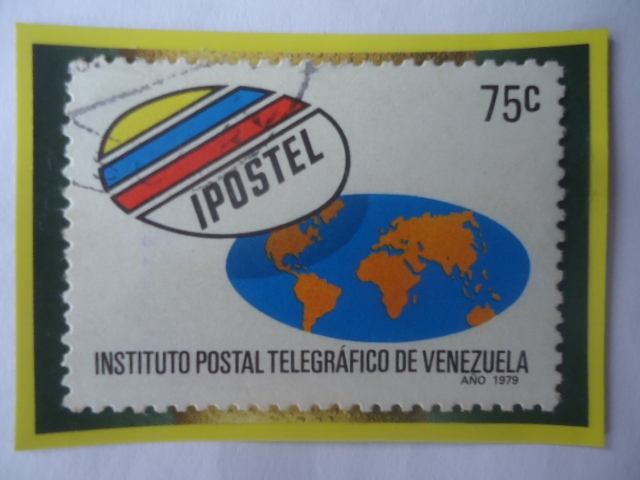 75c
IPOSTEL
INSTITUTO POSTAL TELEGRÁFICO DE VENEZUELA
AÑO 1979